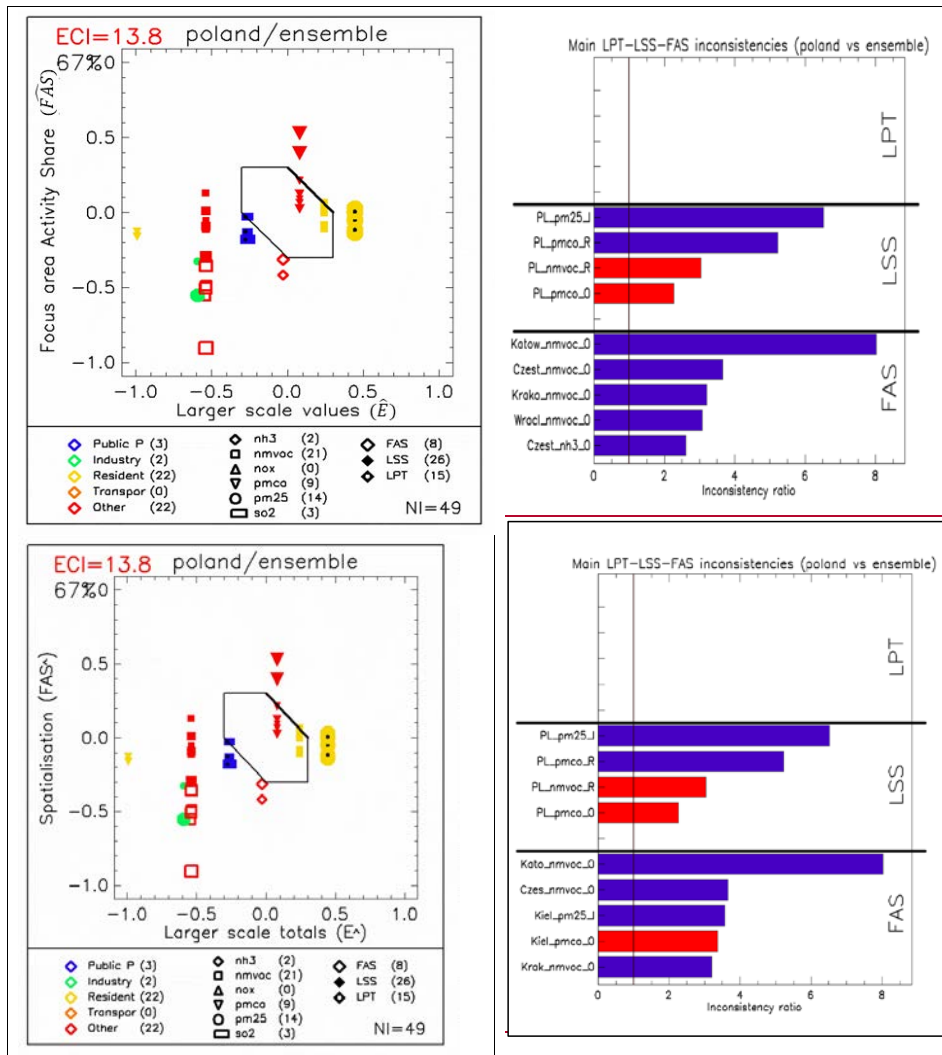 ECI=13.8 poland/ensemble
67%
1.0
0.5
0.0
−0.5
−1.0
Focus area Activity Share (F̂AS)
−1.0 −0.5 0.0 0.5 1.0
Larger scale values (Ê)
Public P (3)
Industry (2)
Resident (22)
Transpor (0)
Other (22)
nh3 (2)
nmvoc (21)
nox (0)
pmco (9)
pm25 (14)
so2 (3)
FAS (8)
LSS (26)
LPT (15)
NI=49
Main LPT−LSS−FAS inconsistencies (poland vs ensemble)
LPT
PL_pm25_I
PL_pmco_R
PL_nmvoc_R
PL_pmco_O
LSS
Katow_nmvoc_O
Czest_nmvoc_O
Krako_nmvoc_O
Wrocl_nmvoc_O
Czest_nh3_O
FAS
0 2 4 6 8
Inconsistency ratio
ECI=13.8 poland/ensemble
67%
1.0
0.5
0.0
−0.5
−1.0
Spatialisation (FAS^)
−1.0 −0.5 0.0 0.5 1.0
Larger scale totals (E^)
Public P (3)
Industry (2)
Resident (22)
Transpor (0)
Other (22)
nh3 (2)
nmvoc (21)
nox (0)
pmco (9)
pm25 (14)
so2 (3)
FAS (8)
LSS (26)
LPT (15)
NI=49
Main LPT−LSS−FAS inconsistencies (poland vs ensemble)
LPT
PL_pm25_I
PL_pmco_R
PL_nmvoc_R
PL_pmco_O
LSS
Kato_nmvoc_O
Czes_nmvoc_O
Kiel_pm25_I
Kiel_pmco_O
Krak_nmvoc_O
FAS
0 2 4 6 8
Inconsistency ratio